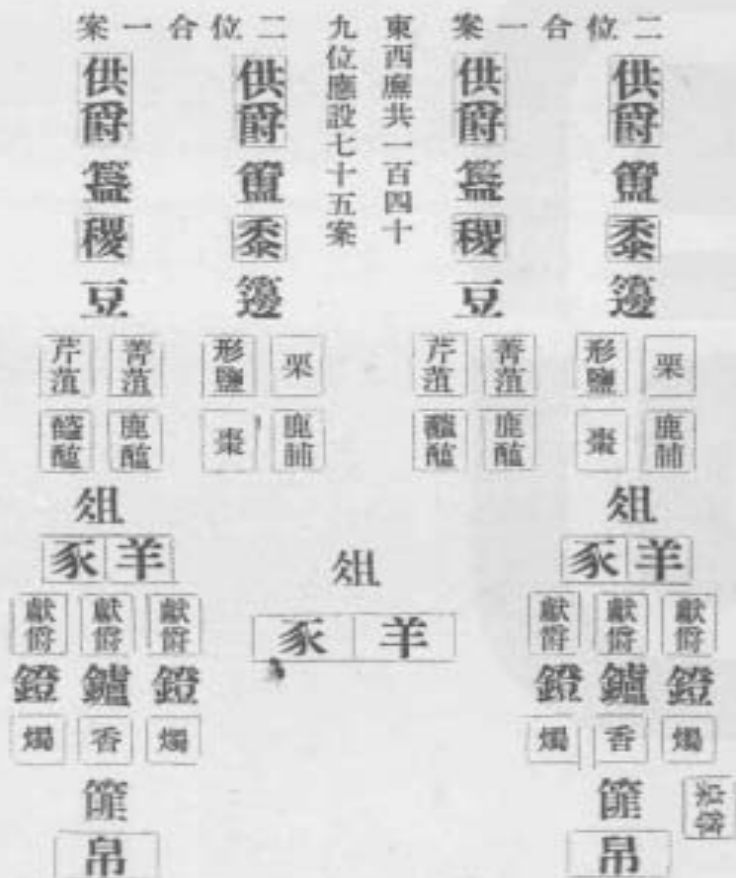 二位合一案
供爵 供爵
簠 簋
黍 稷
籩 豆
栗 形鹽 菁菹 芹菹
鹿脯 棗 鹿醢 醓醢
俎
羊 豕
獻爵 獻爵 獻爵
鐙 鑪 鐙
燭 香 燭
篚
帛
東西廡共一百四十
九位應設七十五案
俎
羊 豕
二位合一案
供爵 供爵
簠 簋
黍 稷
籩 豆
栗 形鹽 菁菹 芹菹
鹿脯 棗 鹿醢 醓醢
俎
羊 豕
獻爵 獻爵 獻爵
鐙 鑪 鐙
燭 香 燭
篚
帛